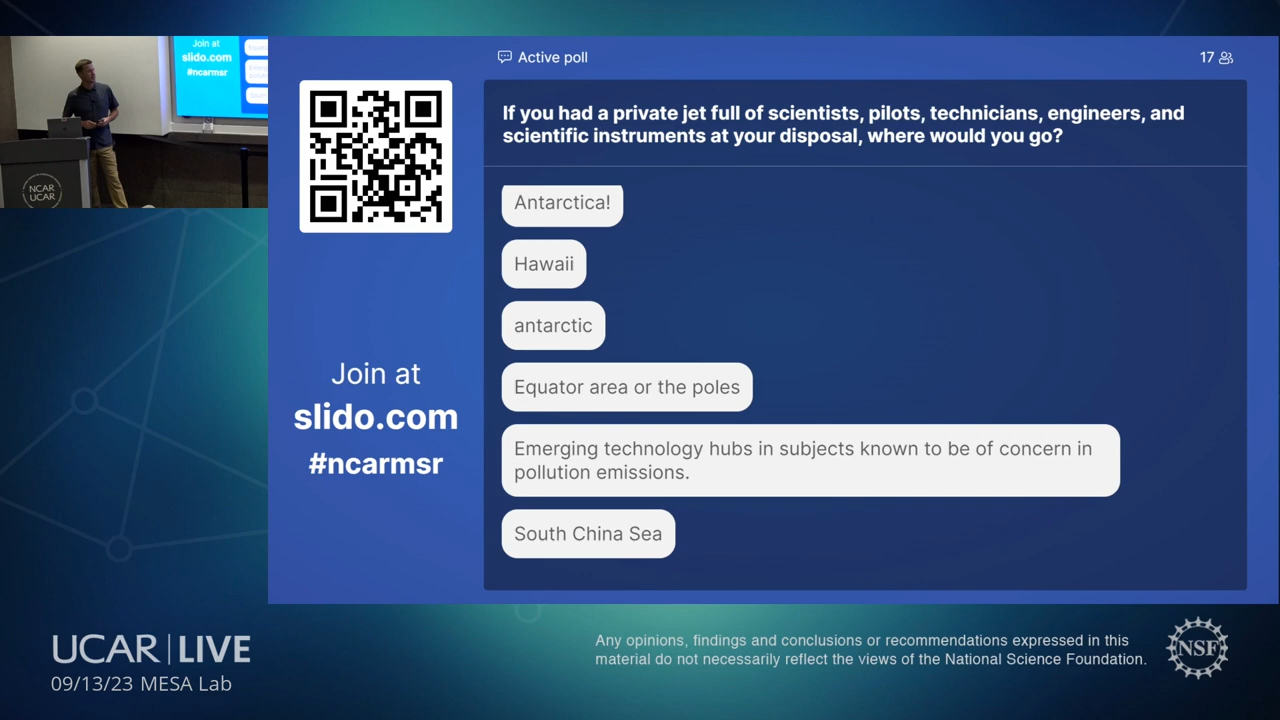 Join at
slido.com
#ncarmsr
NCAR
UCAR
Active poll
17
If you had a private jet full of scientists, pilots, technicians, engineers, and
scientific instruments at your disposal, where would you go?
Antarctica!
Hawaii
antarctic
Equator area or the poles
Emerging technology hubs in subjects known to be of concern in
pollution emissions.
South China Sea
Join at
slido.com
#ncarmsr
UCAR | LIVE
09/13/23 MESA Lab
Any opinions, findings and conclusions or recommendations expressed in this
material do not necessarily reflect the views of the National Science Foundation.
NSF